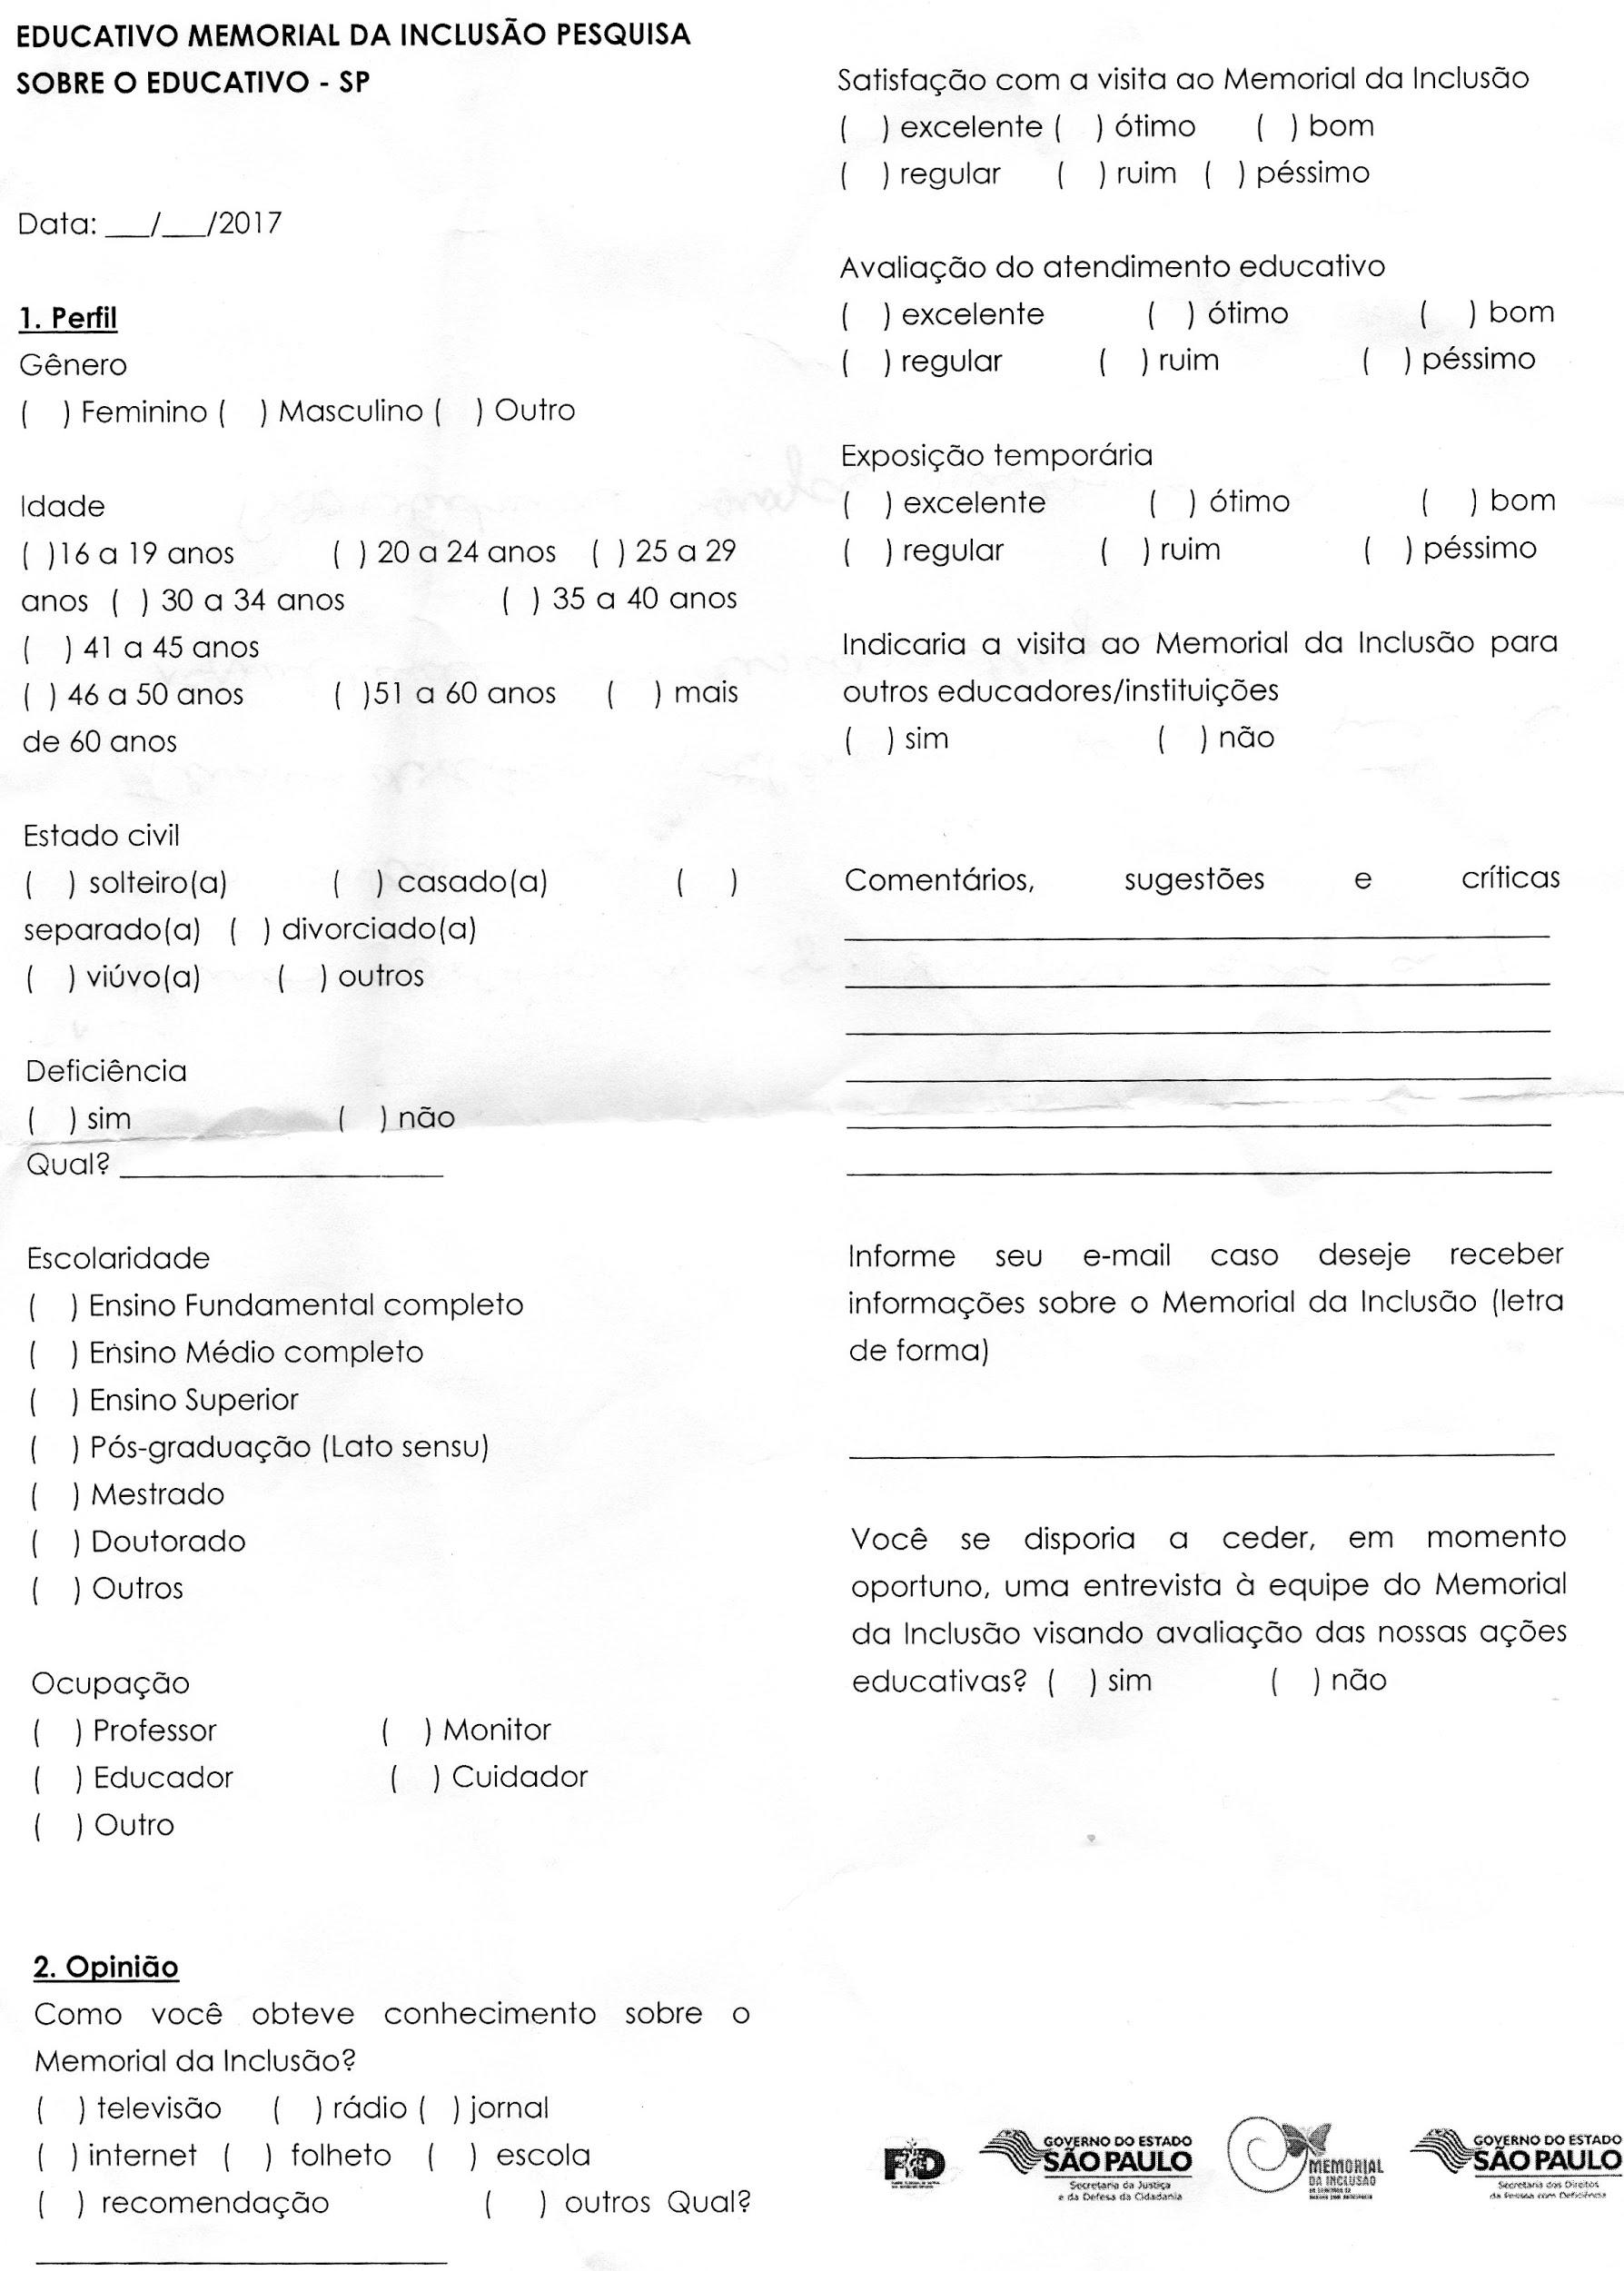 EDUCATIVO MEMORIAL DA INCLUSÃO PESQUISA
SOBRE O EDUCATIVO - SP
Data: ___/___/2017
1. Perfil
Gênero
( ) Feminino ( ) Masculino ( ) Outro
Idade
( )16 a 19 anos ( ) 20 a 24 anos ( ) 25 a 29
anos ( ) 30 a 34 anos ( ) 35 a 40 anos
( ) 41 a 45 anos
( ) 46 a 50 anos ( )51 a 60 anos ( ) mais
de 60 anos
Estado civil
( ) solteiro(a) ( ) casado(a) ( )
separado(a) ( ) divorciado(a)
( ) viúvo(a) ( ) outros
Deficiência
( ) sim ( ) não
Qual? ____________________
Escolaridade
( ) Ensino Fundamental completo
( ) Ensino Médio completo
( ) Ensino Superior
( ) Pós-graduação (Lato sensu)
( ) Mestrado
( ) Doutorado
( ) Outros
Ocupação
( ) Professor ( ) Monitor
( ) Educador ( ) Cuidador
( ) Outro
2. Opinião
Como você obteve conhecimento sobre o
Memorial da Inclusão?
( ) televisão ( ) rádio ( ) jornal
( ) internet ( ) folheto ( ) escola
( ) recomendação ( ) outros Qual?
Satisfação com a visita ao Memorial da Inclusão
( ) excelente ( ) ótimo ( ) bom
( ) regular ( ) ruim ( ) péssimo
Avaliação do atendimento educativo
( ) excelente ( ) ótimo ( ) bom
( ) regular ( ) ruim ( ) péssimo
Exposição temporária
( ) excelente ( ) ótimo ( ) bom
( ) regular ( ) ruim ( ) péssimo
Indicaria a visita ao Memorial da Inclusão para
outros educadores/instituições
( ) sim ( ) não
Comentários, sugestões e críticas
Informe seu e-mail caso deseje receber
informações sobre o Memorial da Inclusão (letra
de forma)
Você se disporia a ceder, em momento
oportuno, uma entrevista à equipe do Memorial
da Inclusão visando avaliação das nossas ações
educativas? ( ) sim ( ) não
FID
GOVERNO DO ESTADO
SÃO PAULO
Secretaria da Justiça
e da Defesa da Cidadania
MEMORIAL
DA INCLUSÃO
GOVERNO DO ESTADO
SÃO PAULO
Secretaria dos Direitos
da Pessoa com Deficiência